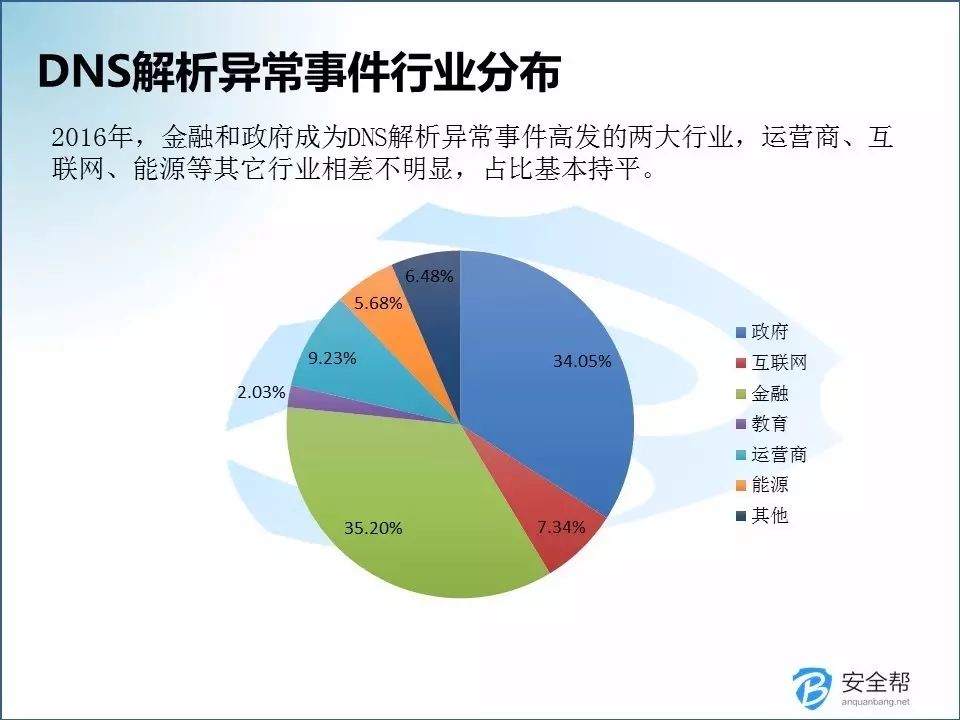 DNS解析异常事件行业分布
2016年，金融和政府成为DNS解析异常事件高发的两大行业，运营商、互
联网、能源等其它行业相差不明显，占比基本持平。
6.48%
5.68%
9.23%
34.05%
2.03%
35.20%
7.34%
政府
互联网
金融
教育
运营商
能源
其他
安全帮
anquanbang.net